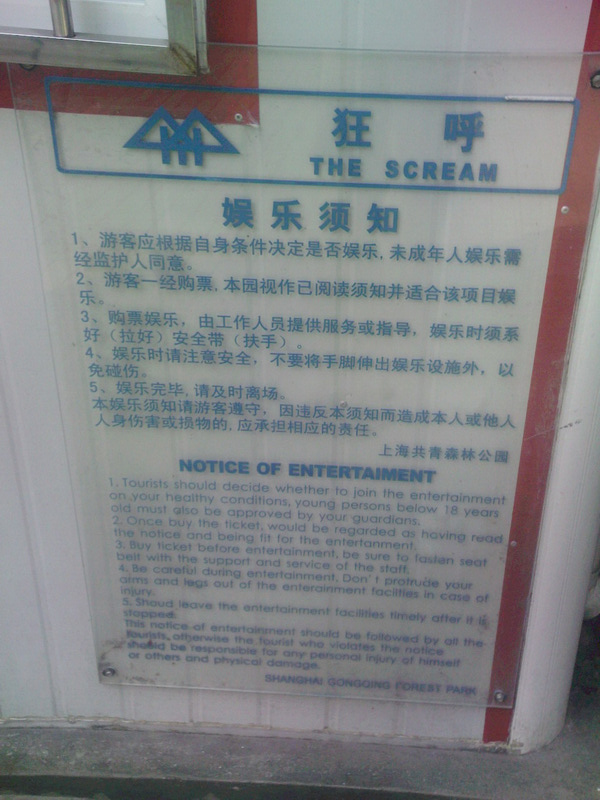 狂呼
THE SCREAM
娱乐须知
1、游客应根据自身条件决定是否娱乐,未成年人娱乐需
经监护人同意。
2、游客一经购票,本园视作已阅读须知并适合该项目娱
乐。
3、购票娱乐，由工作人员提供服务或指导，娱乐时须系
好（拉好）安全带（扶手）。
4、娱乐时请注意安全，不要将手脚伸出娱乐设施外，以
免碰伤。
5、娱乐完毕,请及时离场。
本娱乐须知请游客遵守，因违反本须知而造成本人或他人
人身伤害或损物的,应承担相应的责任。
上海共青森林公园
NOTICE OF ENTERTAIMENT
1. Tourists should decide whether to join the entertainment
on your healthy conditions, young persons below 18 years
old must also be approved by your guardians.
2. Once buy the ticket, would be regarded as having read
the notice and being fit for the entertanment.
3. Buy ticket before entertainment, be sure to fasten seat
belt with the support and service of the staff.
4. Be careful during entertainment. Don't protrude your
aims and legs out of the enterainment facilties in case of
injury.
5. Shoud leave the entertainment facilities timely after it is
stopped.
This notice of entertainment should be followed by all the
tourists, otherwise the tourist who violates the notice
should be responsible for any personal injury of himself
or others and physical damage.
SHANGHAI GONGQING FOREST PARK